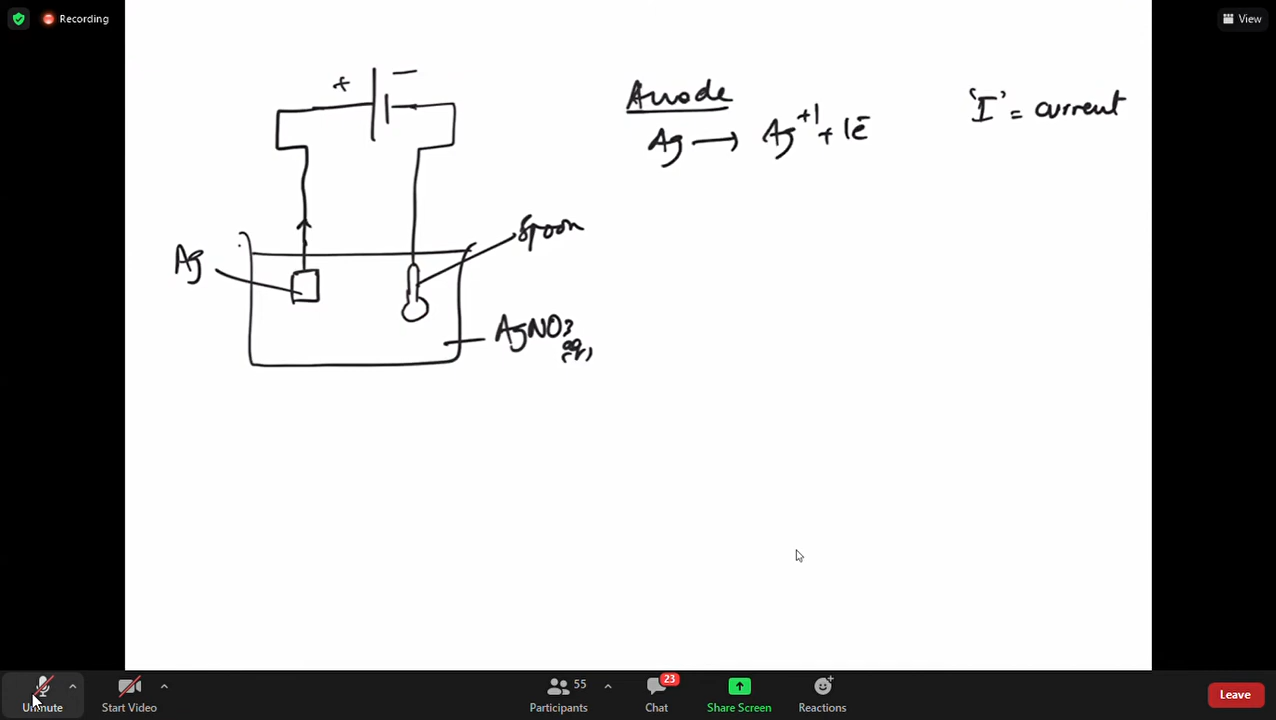 Recording
View
+ −
Anode
Ag → Ag⁺¹ + 1e̅
'I' = current
Spoon
Ag
AgNO₃
(aq)
Unmute
Start Video
55
Participants
23
Chat
Share Screen
Reactions
Leave